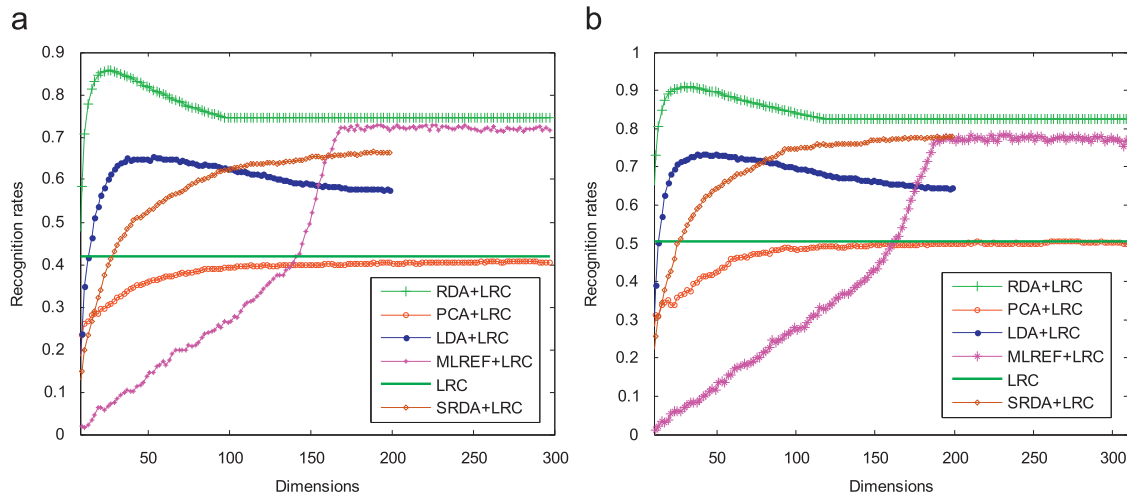 a
0.9
0.8
0.7
0.6
0.5
0.4
0.3
0.2
0.1
0
Recognition rates
50
100
150
200
250
300
Dimensions
RDA+LRC
PCA+LRC
LDA+LRC
MLREF+LRC
LRC
SRDA+LRC
b
1
0.9
0.8
0.7
0.6
0.5
0.4
0.3
0.2
0.1
0
Recognition rates
50
100
150
200
250
300
Dimensions
RDA+LRC
PCA+LRC
LDA+LRC
MLREF+LRC
LRC
SRDA+LRC